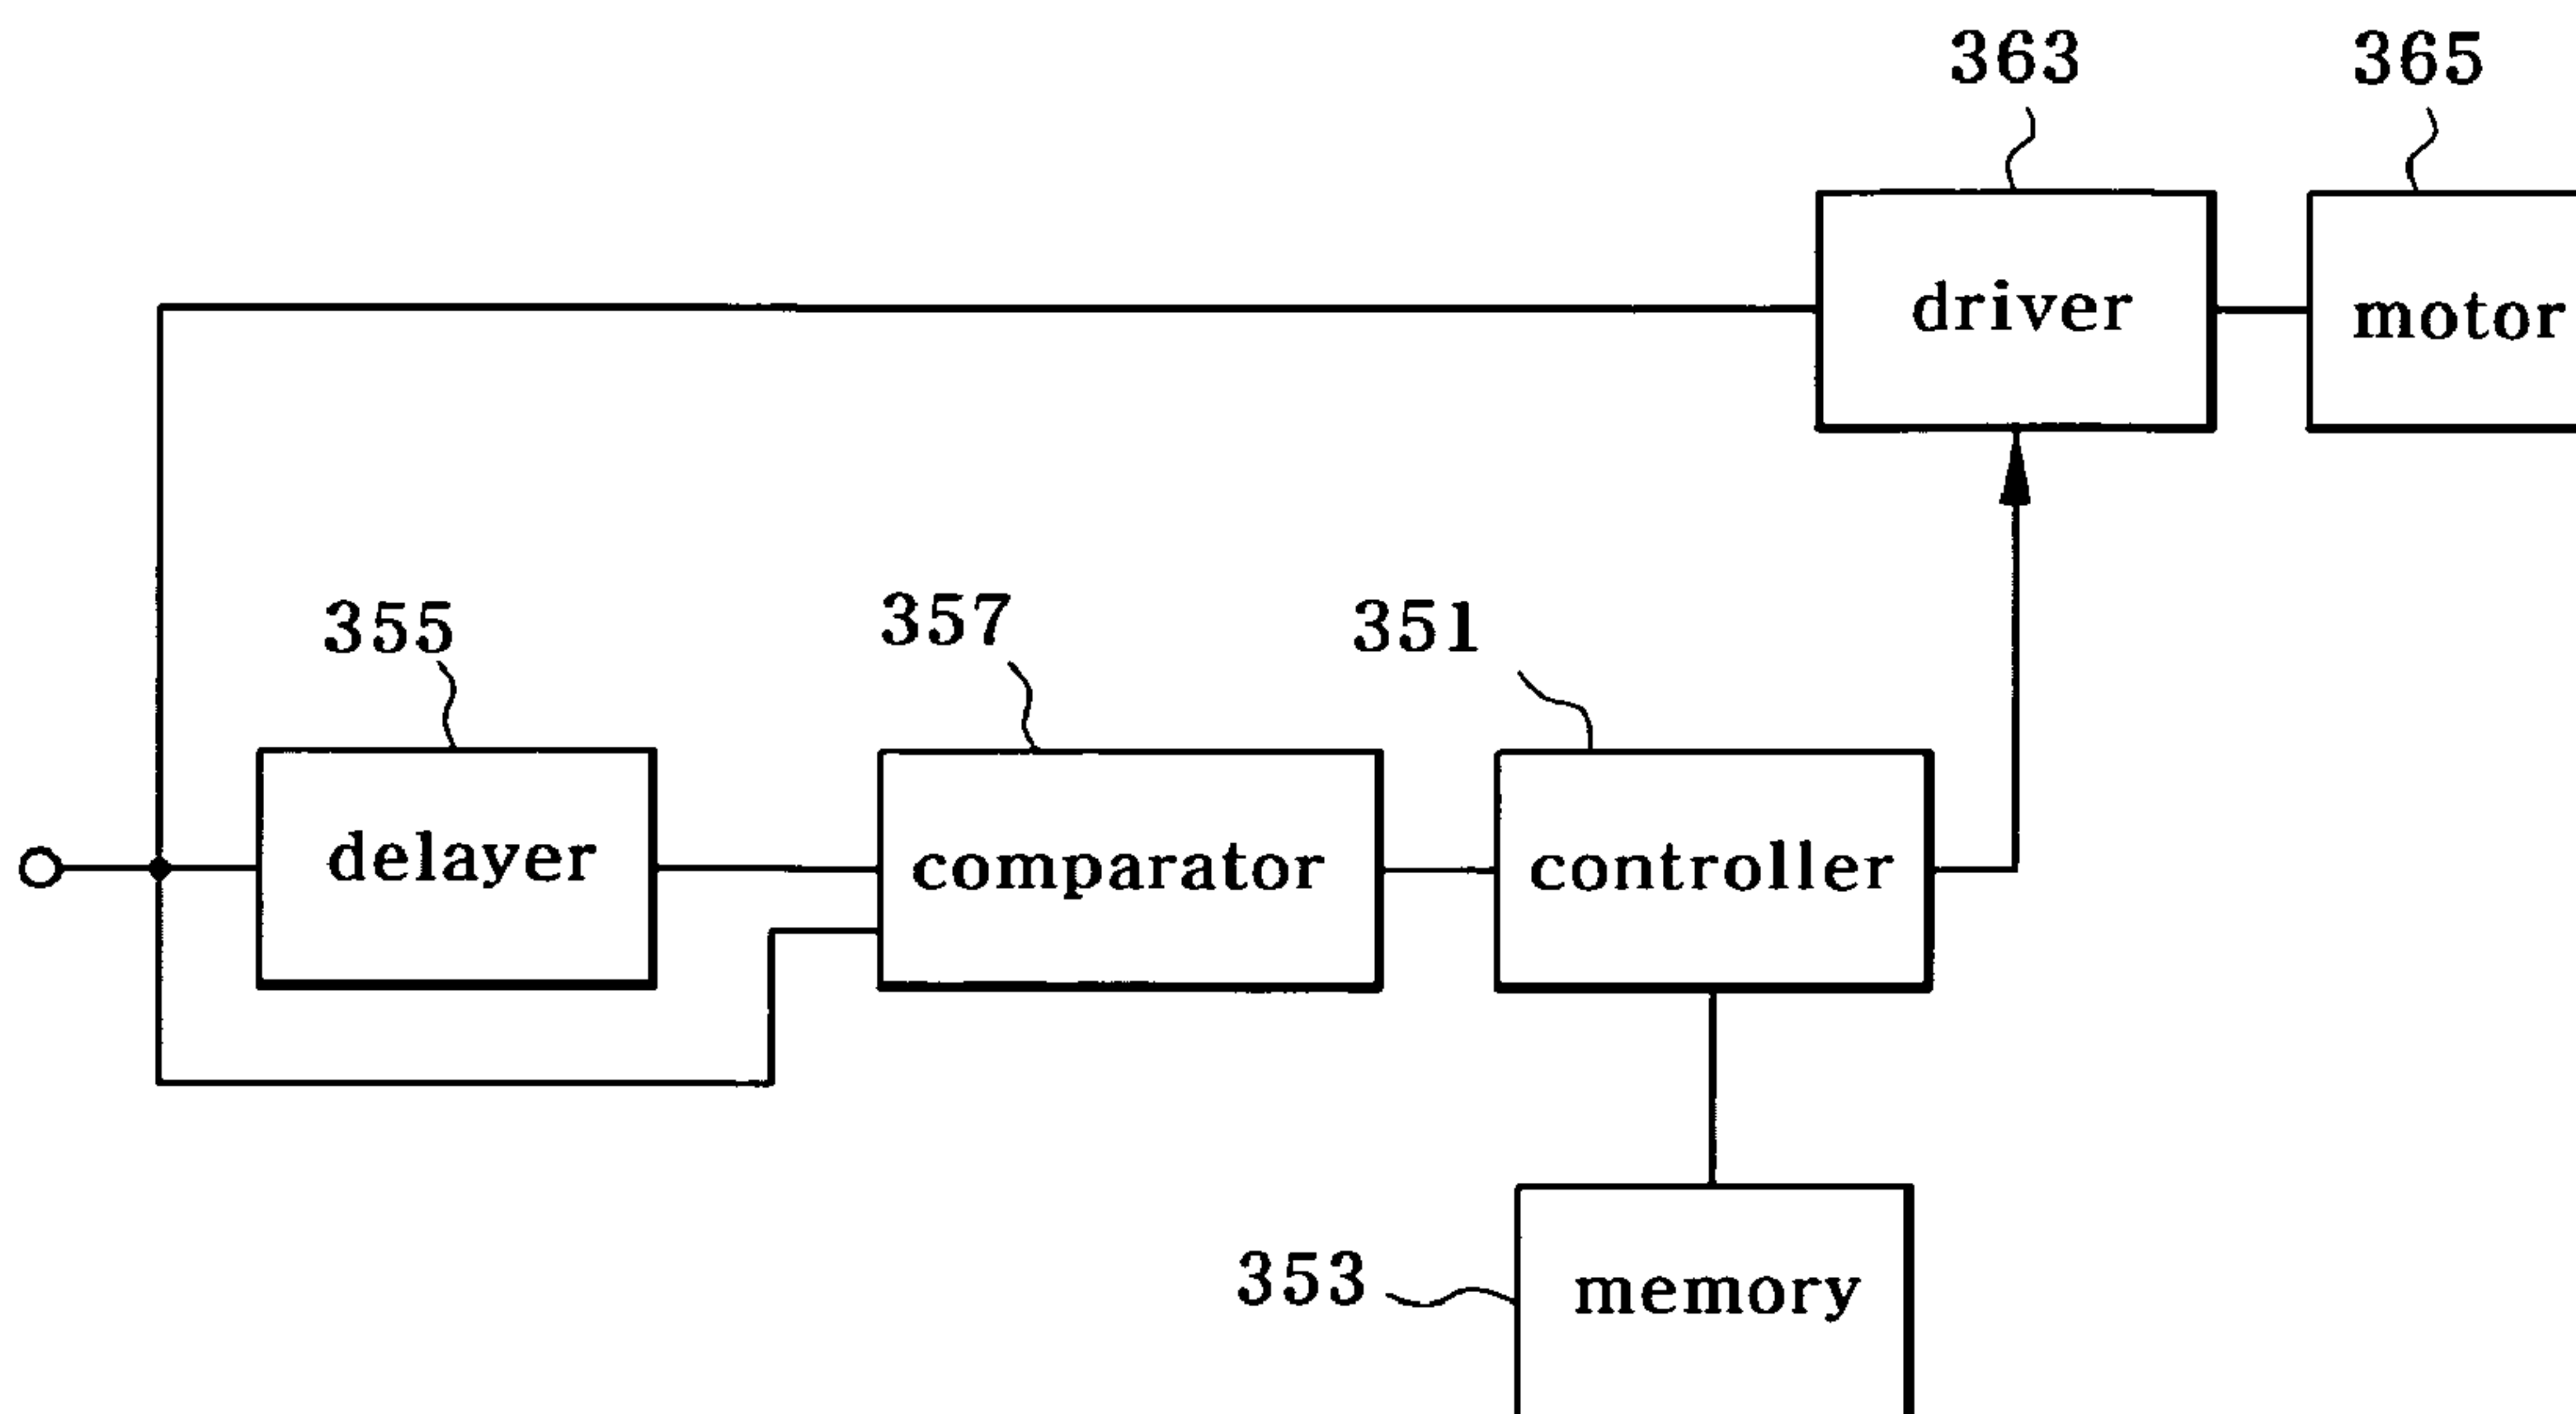 363
365
driver
motor
355
357
351
delayer
comparator
controller
353
memory